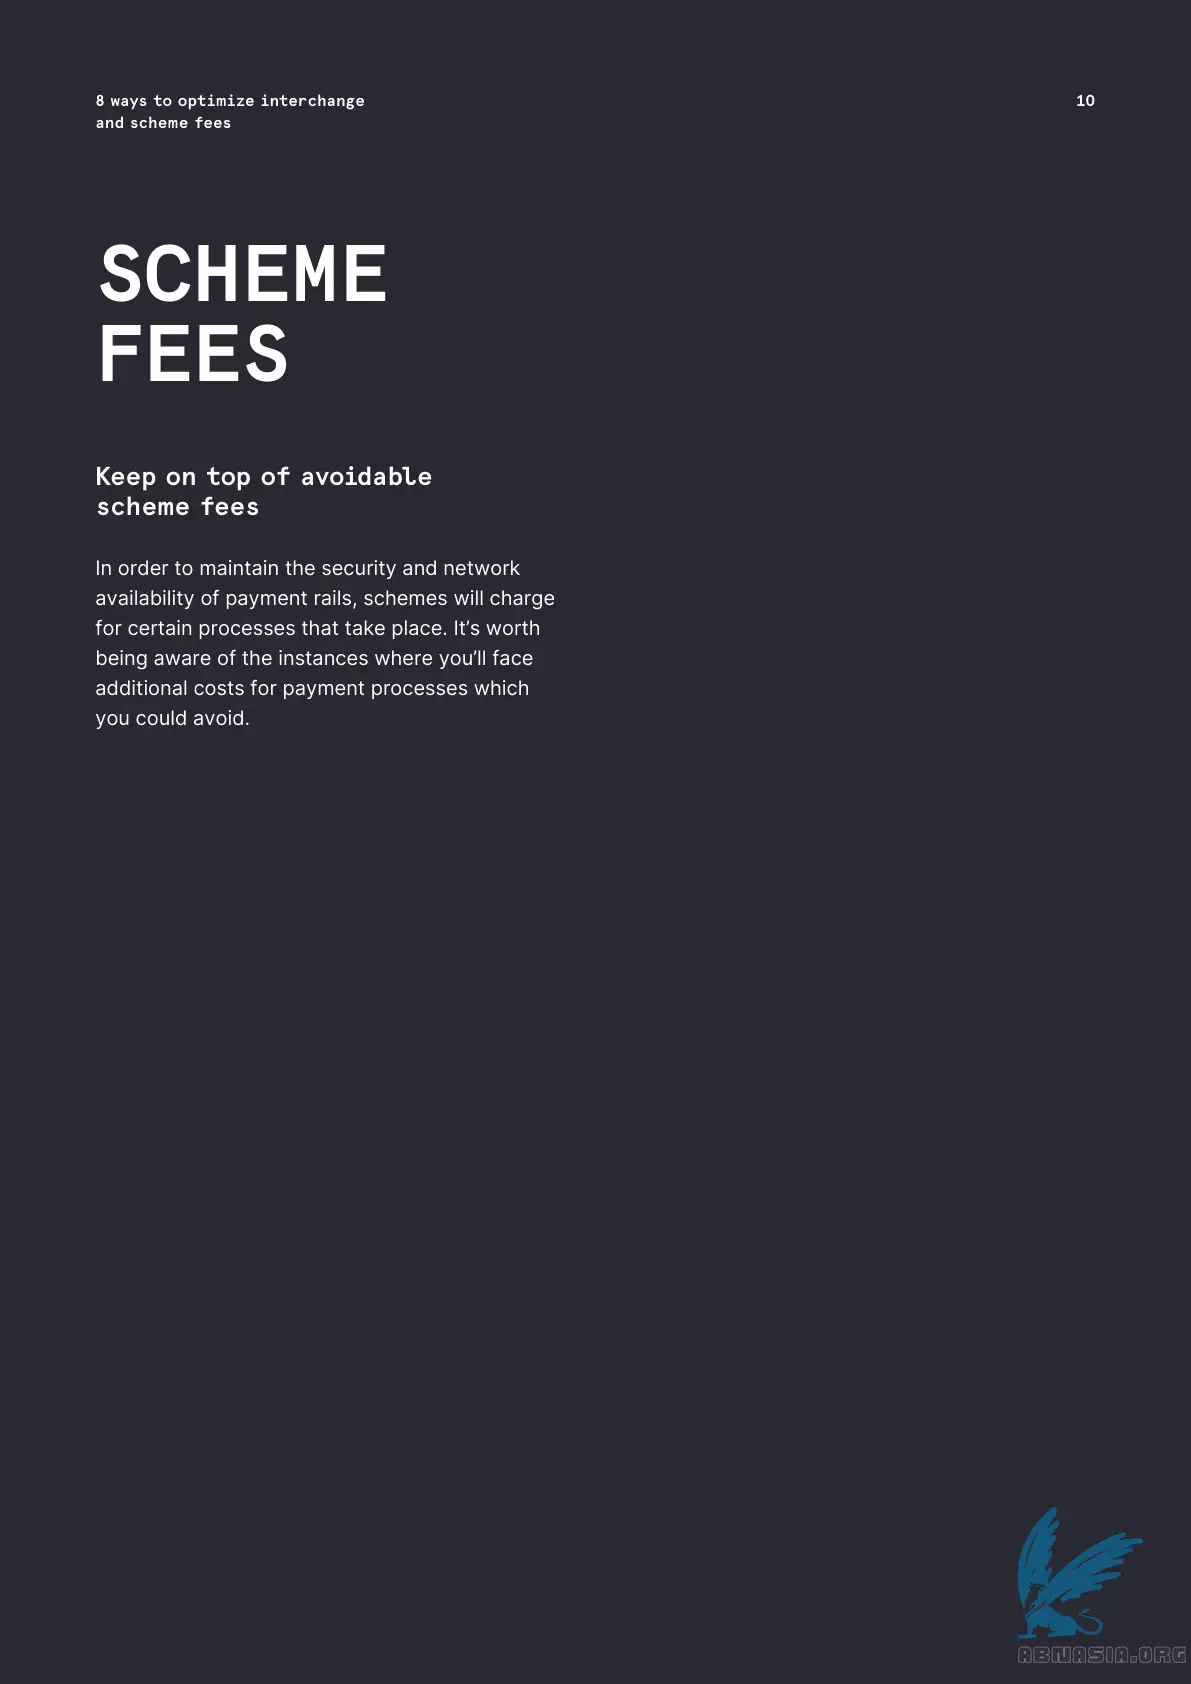 8 ways to optimize interchange
and scheme fees
10
SCHEME
FEES
Keep on top of avoidable
scheme fees
In order to maintain the security and network
availability of payment rails, schemes will charge
for certain processes that take place. It’s worth
being aware of the instances where you’ll face
additional costs for payment processes which
you could avoid.
ABNASIA.ORG